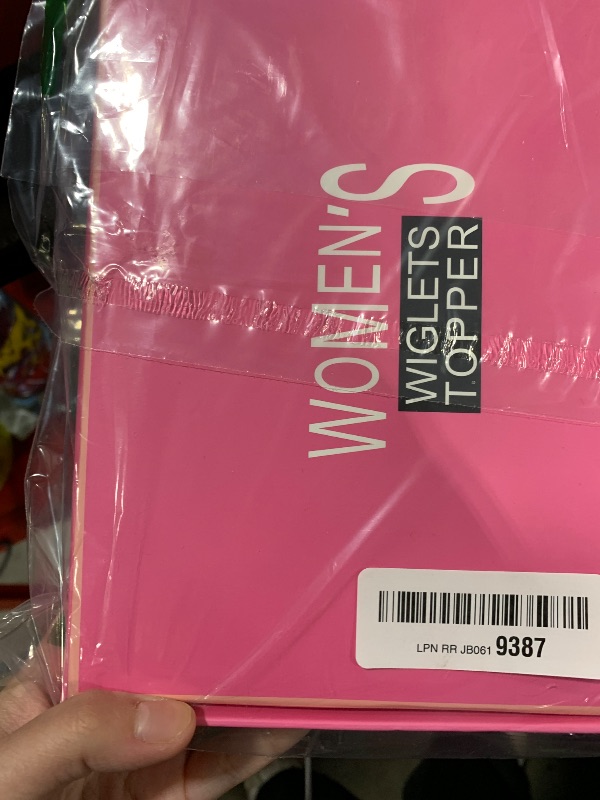 WOMEN'S
WIGLETS
TOPPER
LPN RR JB061 9387